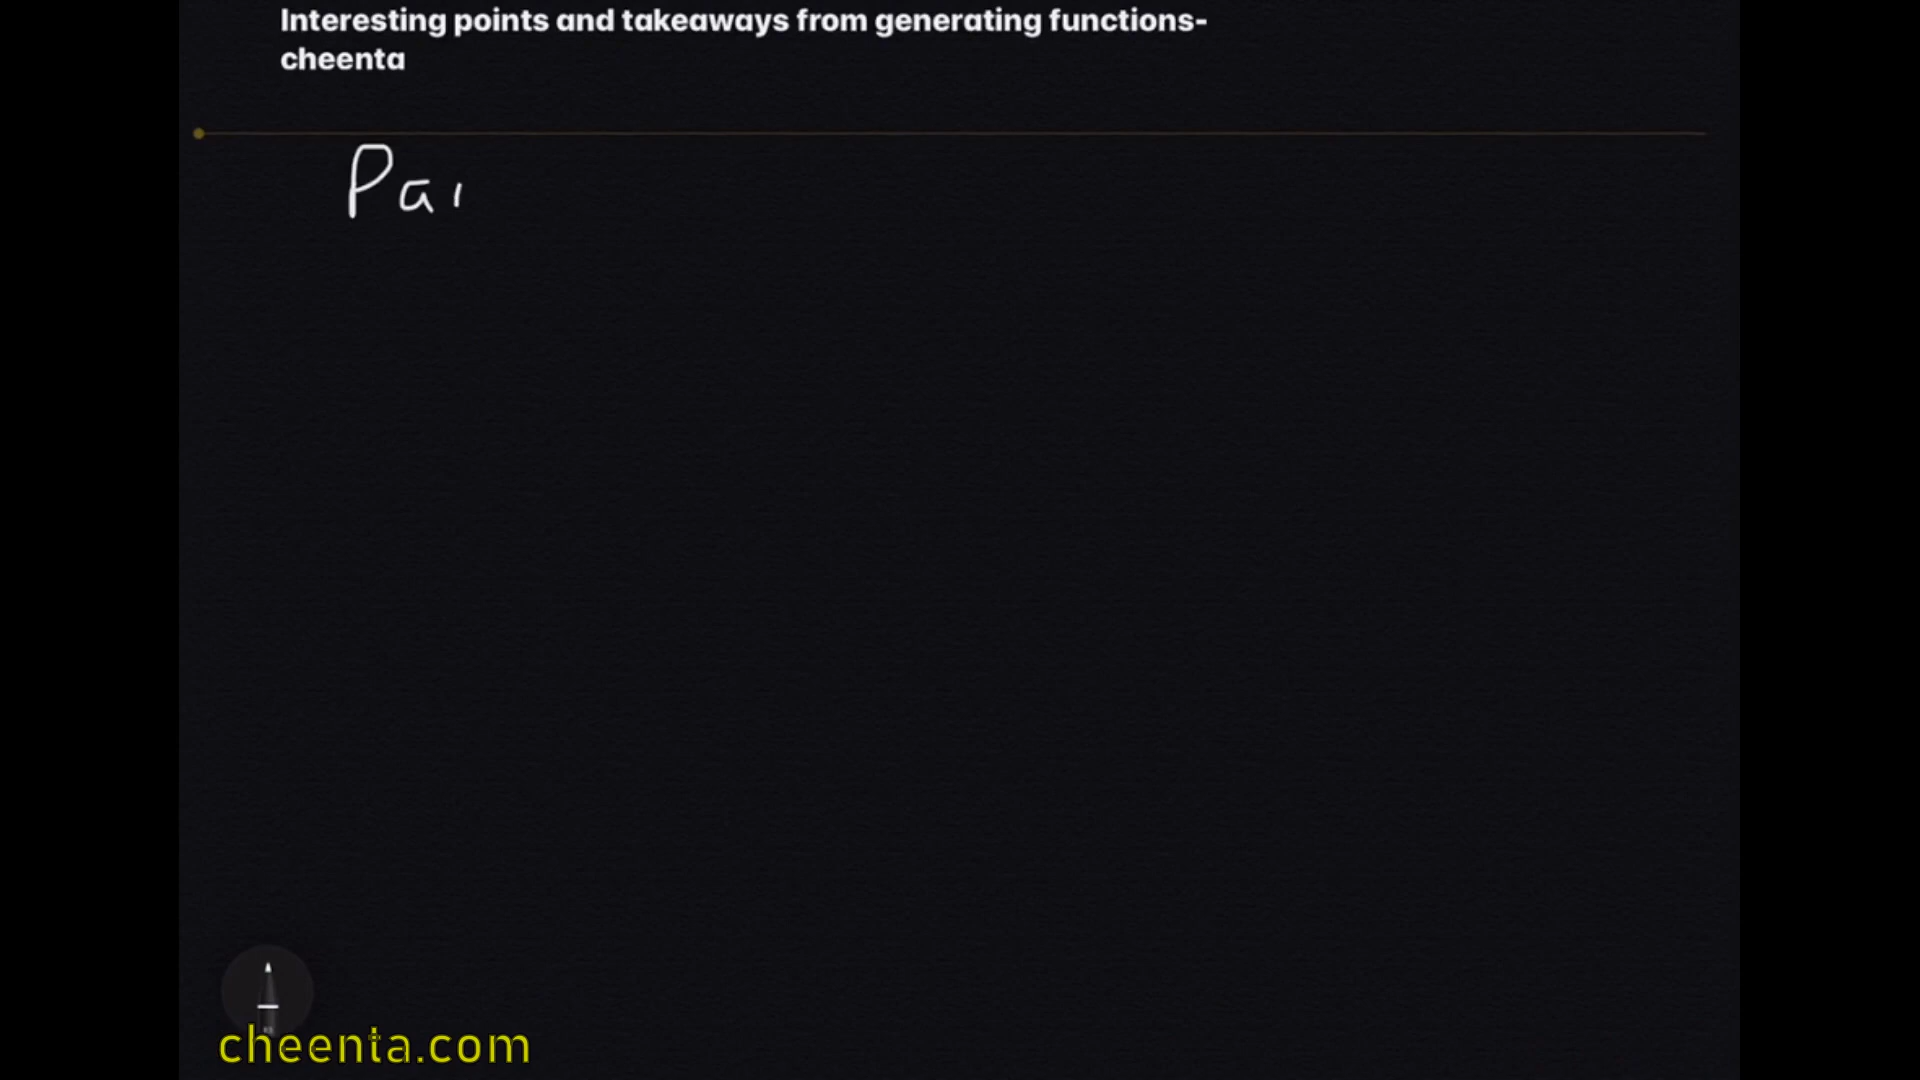 Interesting points and takeaways from generating functions-
cheenta
Pa
cheenta.com